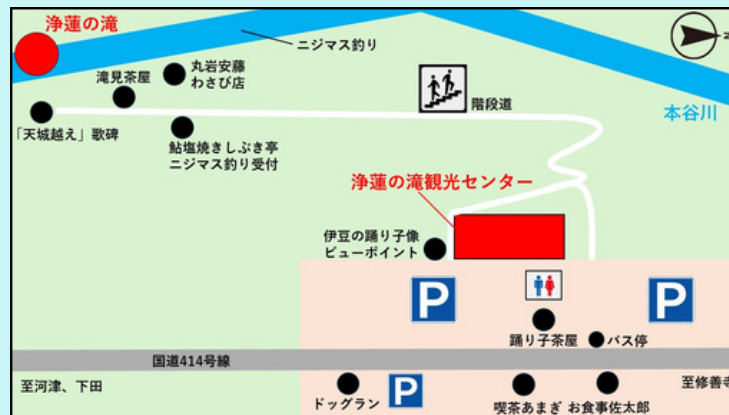 浄蓮の滝
ニジマス釣り
N
丸岩安藤
わさび店
滝見茶屋
階段道
本谷川
「天城越え」歌碑
鮎塩焼きしぶき亭
ニジマス釣り受付
浄蓮の滝観光センター
伊豆の踊り子像
ビューポイント
P
P
踊り子茶屋
バス停
国道414号線
至河津、下田
ドッグラン
P
喫茶あまぎ
お食事佐太郎
至修善寺